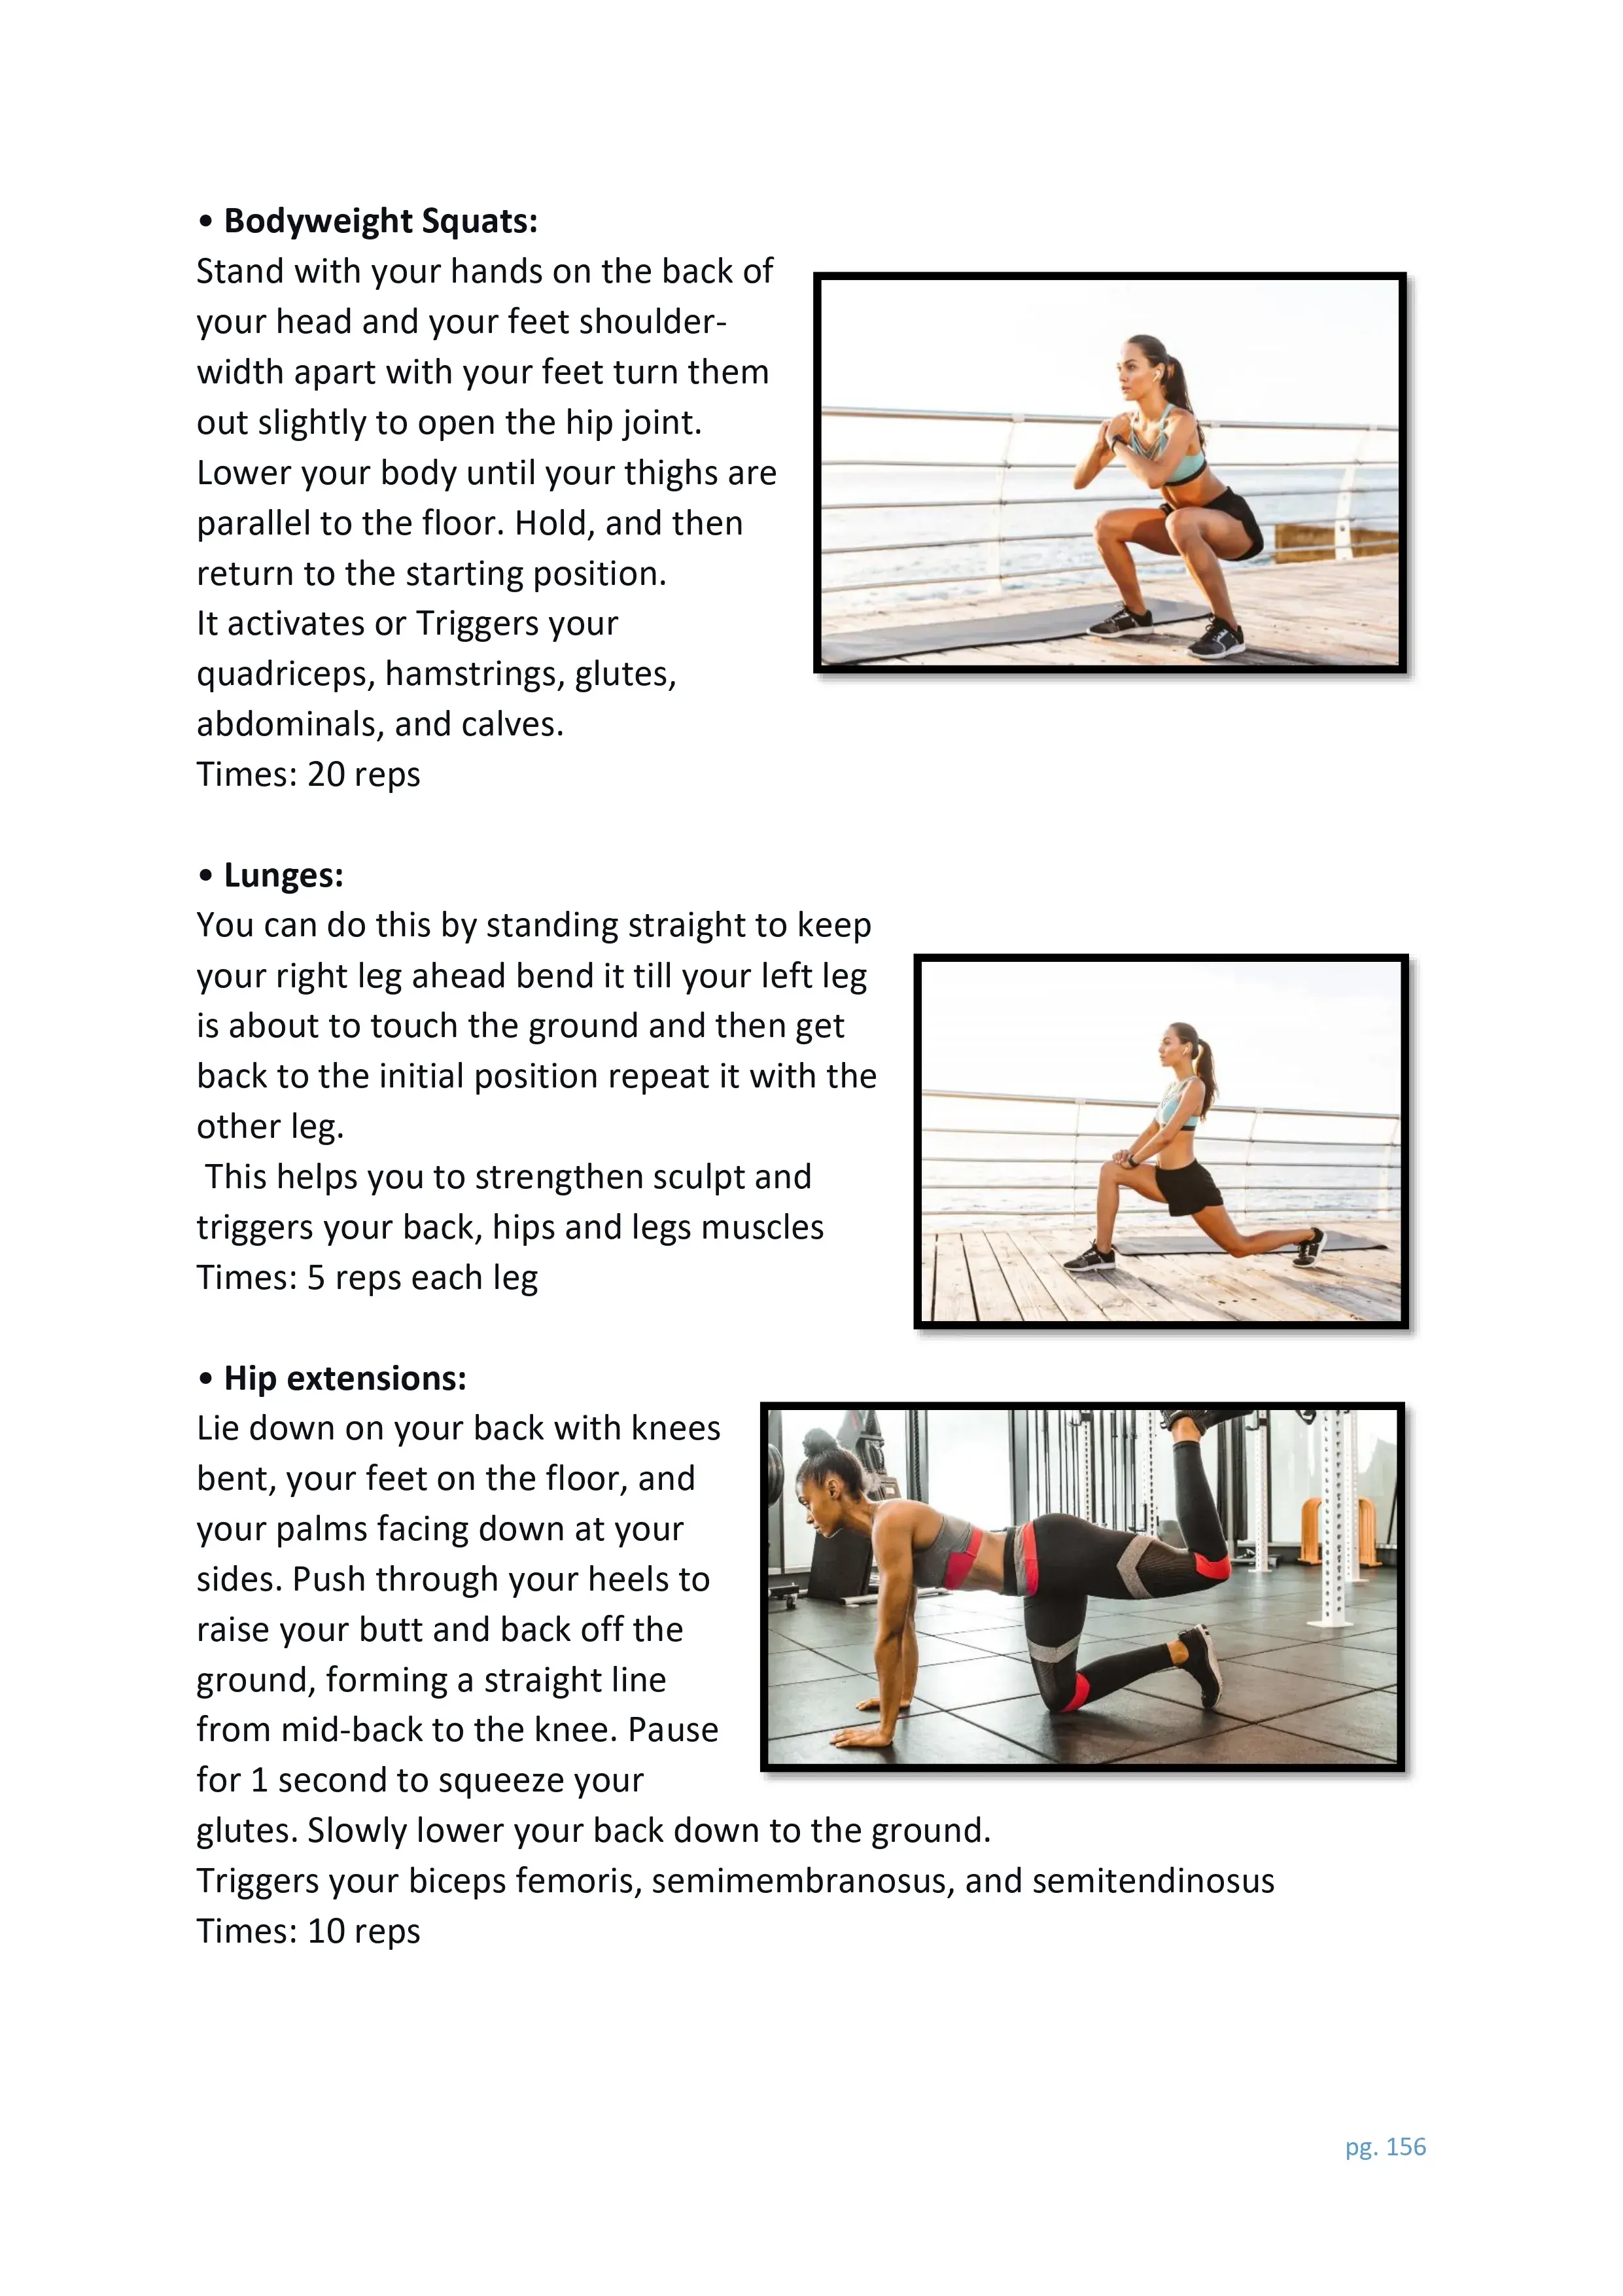 • Bodyweight Squats:
Stand with your hands on the back of
your head and your feet shoulder-
width apart with your feet turn them
out slightly to open the hip joint.
Lower your body until your thighs are
parallel to the floor. Hold, and then
return to the starting position.
It activates or Triggers your
quadriceps, hamstrings, glutes,
abdominals, and calves.
Times: 20 reps
• Lunges:
You can do this by standing straight to keep
your right leg ahead bend it till your left leg
is about to touch the ground and then get
back to the initial position repeat it with the
other leg.
This helps you to strengthen sculpt and
triggers your back, hips and legs muscles
Times: 5 reps each leg
• Hip extensions:
Lie down on your back with knees
bent, your feet on the floor, and
your palms facing down at your
sides. Push through your heels to
raise your butt and back off the
ground, forming a straight line
from mid-back to the knee. Pause
for 1 second to squeeze your
glutes. Slowly lower your back down to the ground.
Triggers your biceps femoris, semimembranosus, and semitendinosus
Times: 10 reps
pg. 156